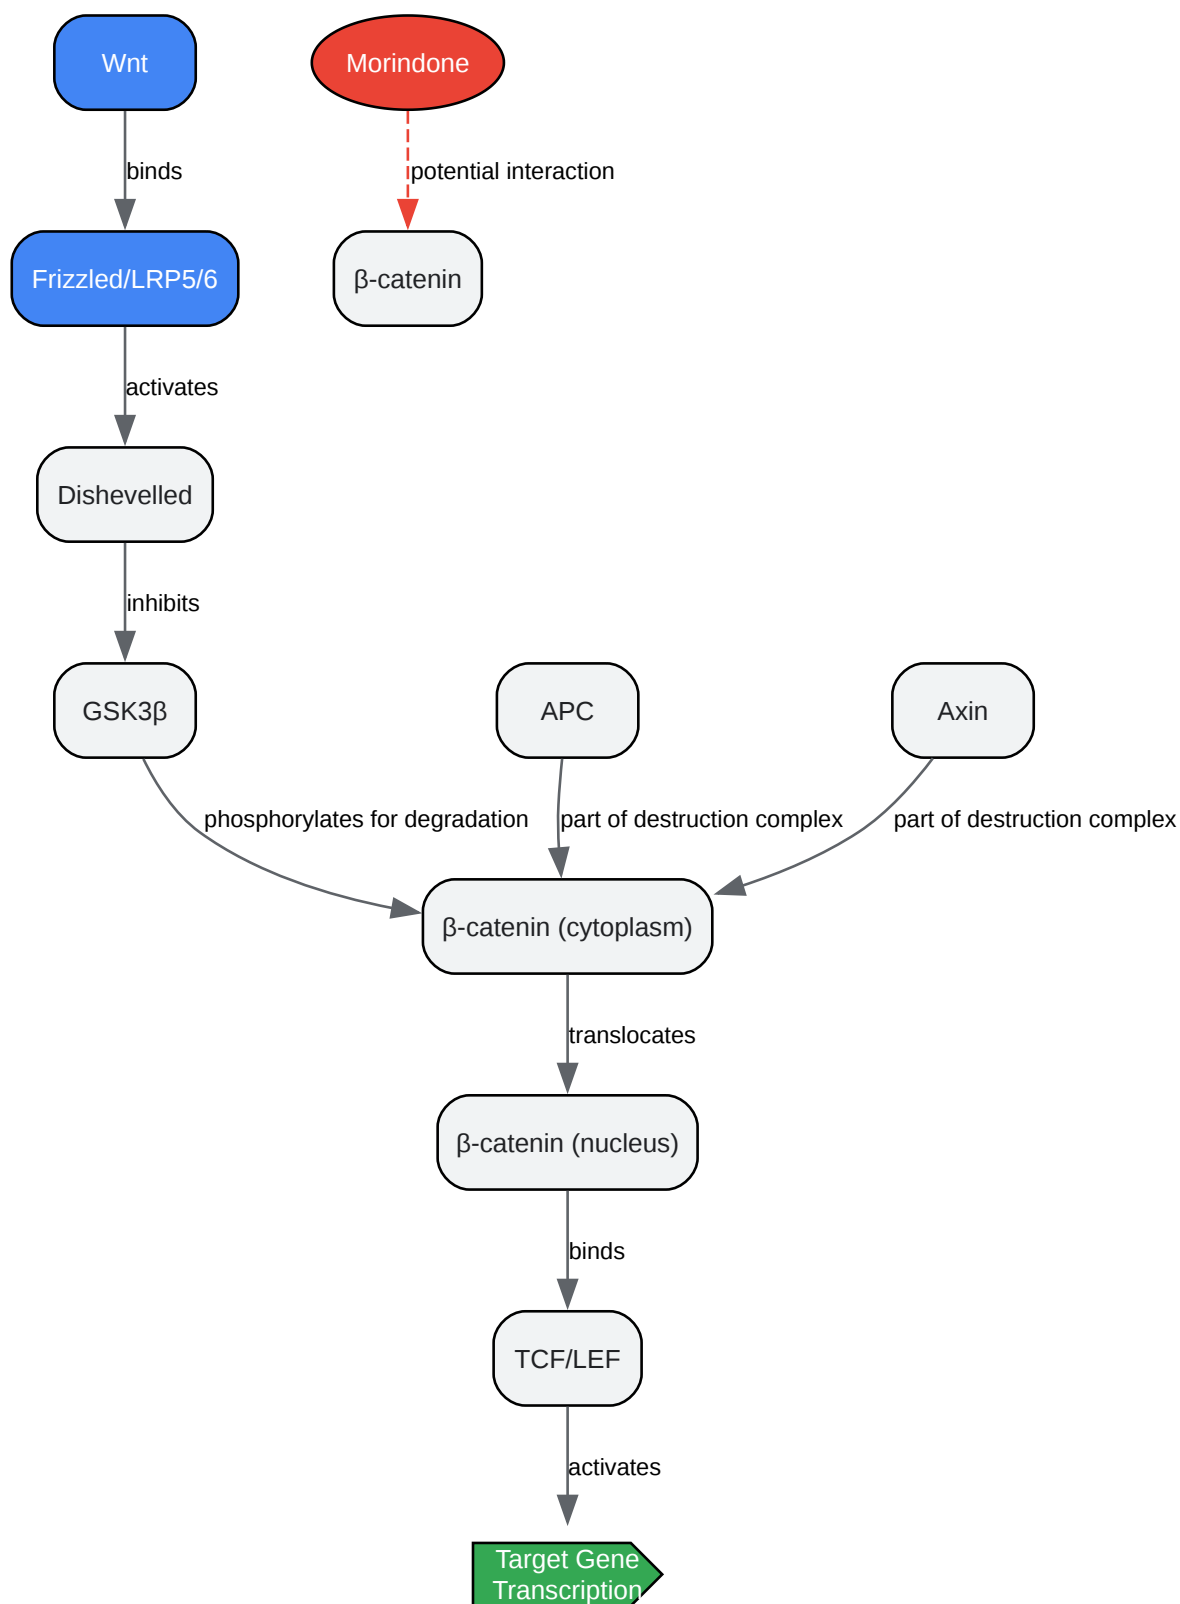 Wnt
Morindone
binds
potential interaction
Frizzled/LRP5/6
β-catenin
activates
Dishevelled
inhibits
GSK3β
APC
Axin
phosphorylates for degradation
part of destruction complex
part of destruction complex
β-catenin (cytoplasm)
translocates
β-catenin (nucleus)
binds
TCF/LEF
activates
Target Gene
Transcription